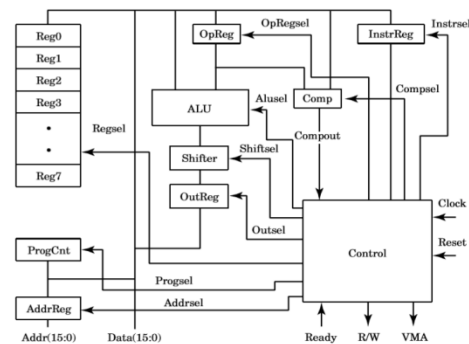 OpRegsel
Instrsel
Reg0
OpReg
InstrReg
Reg1
Reg2
Reg3
Alusel
Comp
Compsel
ALU
Regsel
Compout
Shiftsel
Shifter
Reg7
OutReg
Clock
Outsel
Control
Reset
ProgCnt
Progsel
AddrReg
Addrsel
Addr(15:0)
Data(15:0)
Ready
R/W
VMA